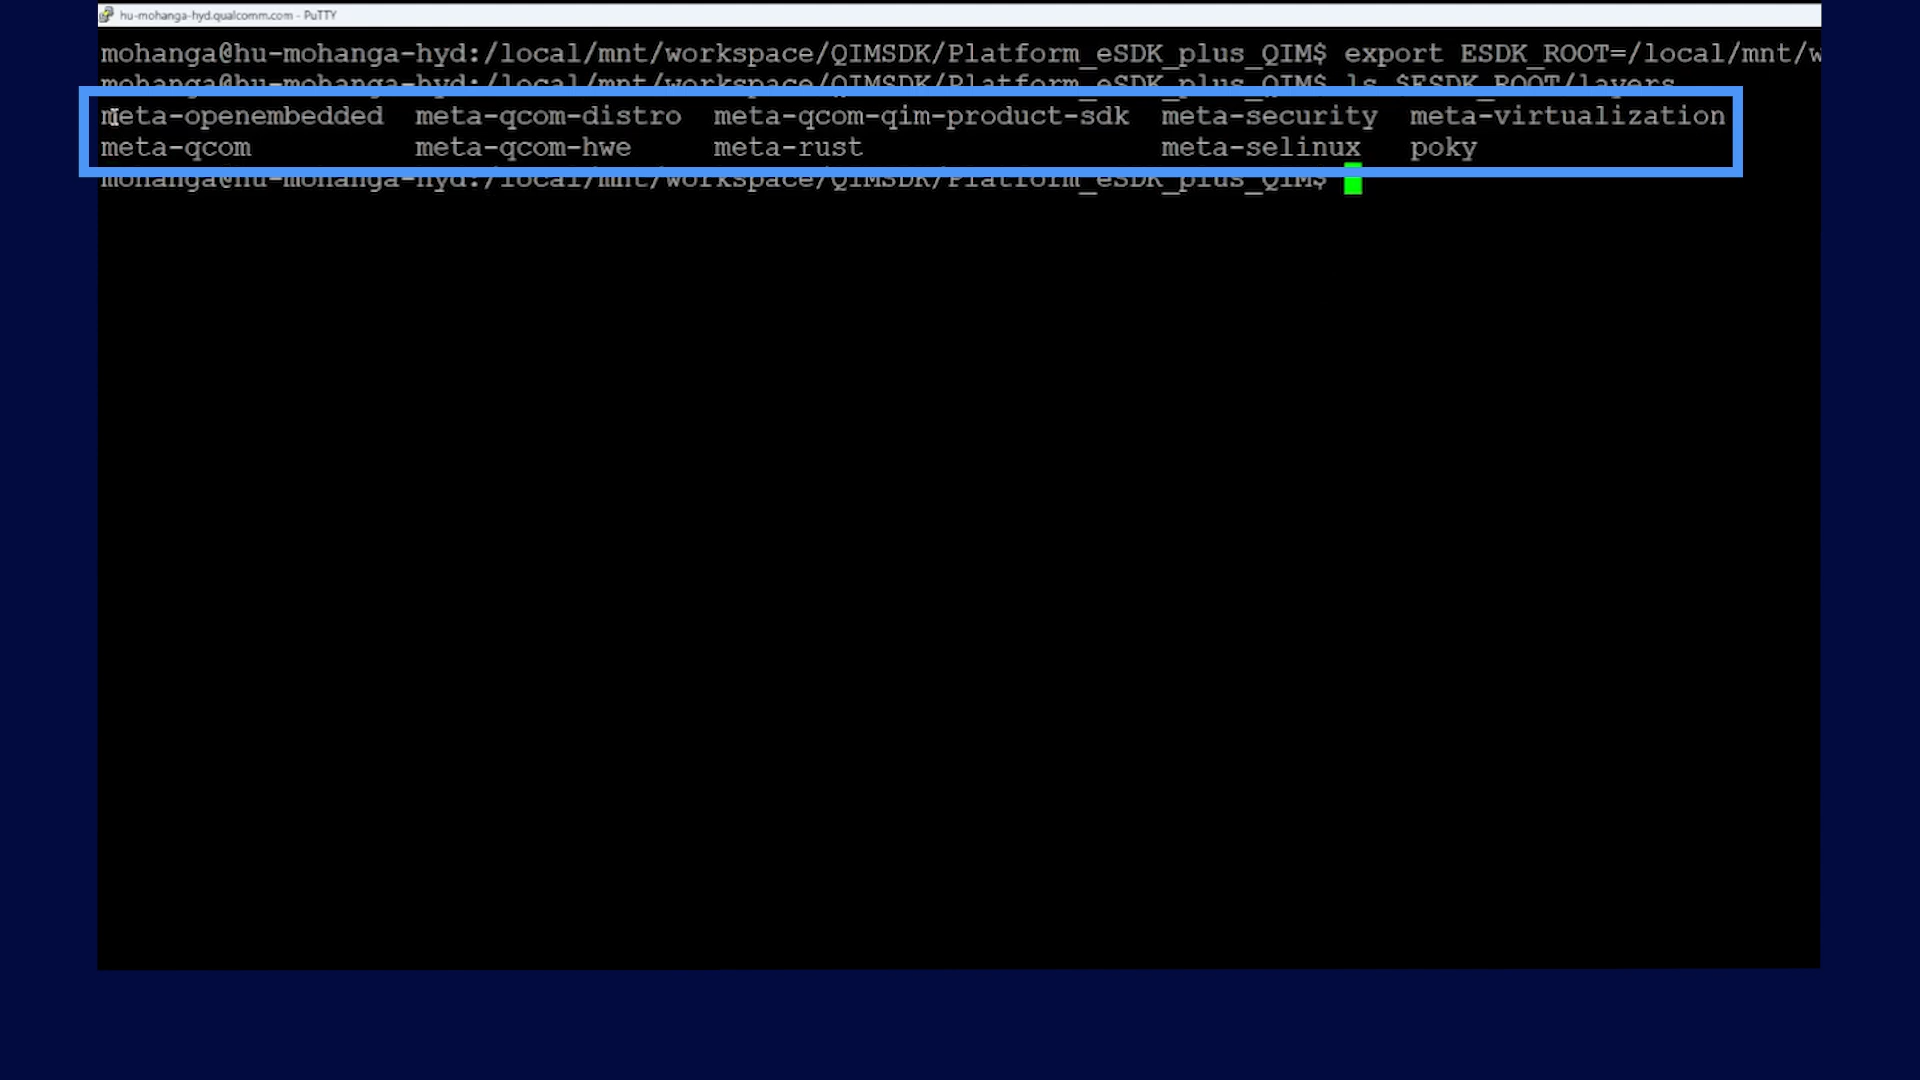 hu-mohanga-hyd.qualcomm.com - PuTTY
mohanga@hu-mohanga-hyd:/local/mnt/workspace/QIMSDK/Platform_eSDK_plus_QIM$ export ESDK_ROOT=/local/mnt/w
mohanga@hu-mohanga-hyd:/local/mnt/workspace/QIMSDK/Platform_eSDK_plus_QIM$ ls $ESDK_ROOT/layers
meta-openembedded meta-qcom-distro meta-qcom-qim-product-sdk meta-security meta-virtualization
meta-qcom meta-qcom-hwe meta-rust meta-selinux poky
mohanga@hu-mohanga-hyd:/local/mnt/workspace/QIMSDK/Platform_eSDK_plus_QIM$